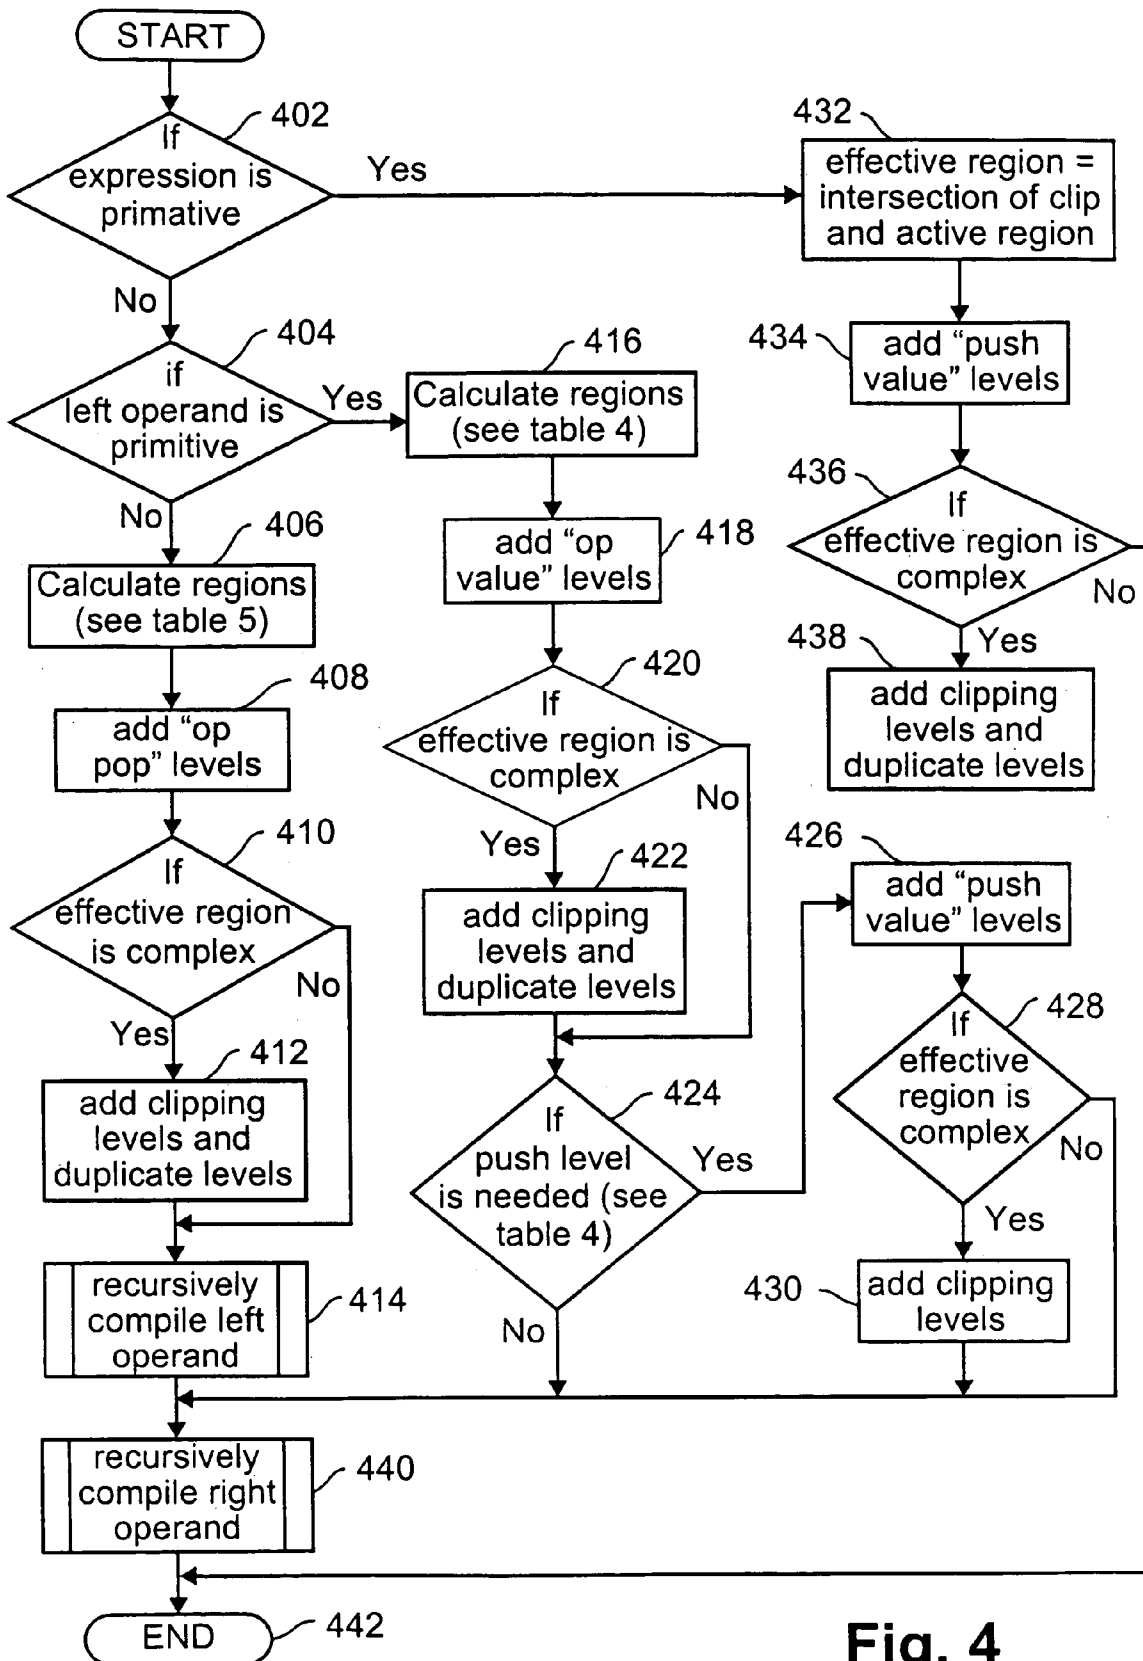 START
402
If
expression is
primative
Yes
No
432
effective region =
intersection of clip
and active region
434
add “push
value” levels
436
If
effective region is
complex
No
Yes
438
add clipping
levels and
duplicate levels
404
if
left operand is
primitive
Yes
No
416
Calculate regions
(see table 4)
418
add “op
value” levels
420
If
effective region is
complex
No
Yes
422
add clipping
levels and
duplicate levels
424
If
push level
is needed (see
table 4)
Yes
No
426
add “push
value” levels
428
If
effective
region is
complex
No
Yes
430
add clipping
levels
406
Calculate regions
(see table 5)
408
add “op
pop” levels
410
If
effective region
is complex
No
Yes
412
add clipping
levels and
duplicate levels
recursively
compile left
operand
414
recursively
compile right
operand
440
END
442
Fig. 4